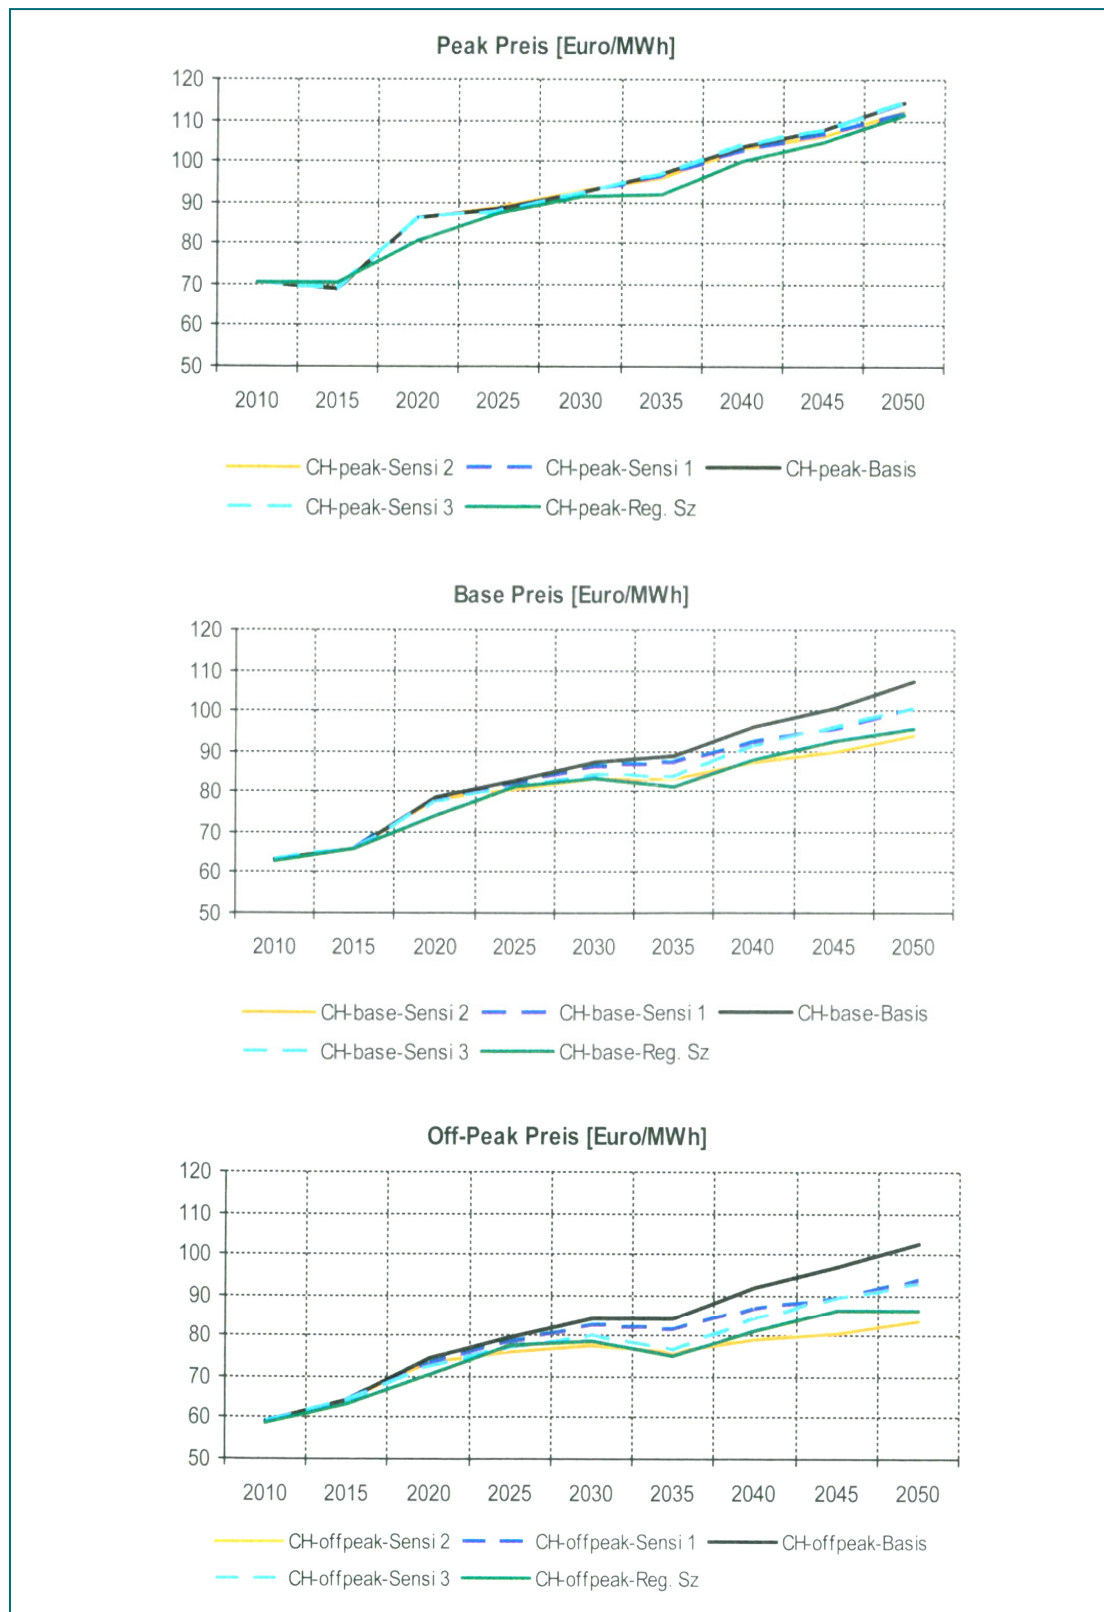 Peak Preis [Euro/MWh]
120
110
100
90
80
70
60
50
2010 2015 2020 2025 2030 2035 2040 2045 2050
CH-peak-Sensi 2 CH-peak-Sensi 1 CH-peak-Basis
CH-peak-Sensi 3 CH-peak-Reg. Sz
Base Preis [Euro/MWh]
120
110
100
90
80
70
60
50
2010 2015 2020 2025 2030 2035 2040 2045 2050
CH-base-Sensi 2 CH-base-Sensi 1 CH-base-Basis
CH-base-Sensi 3 CH-base-Reg. Sz
Off-Peak Preis [Euro/MWh]
120
110
100
90
80
70
60
50
2010 2015 2020 2025 2030 2035 2040 2045 2050
CH-offpeak-Sensi 2 CH-offpeak-Sensi 1 CH-offpeak-Basis
CH-offpeak-Sensi 3 CH-offpeak-Reg. Sz